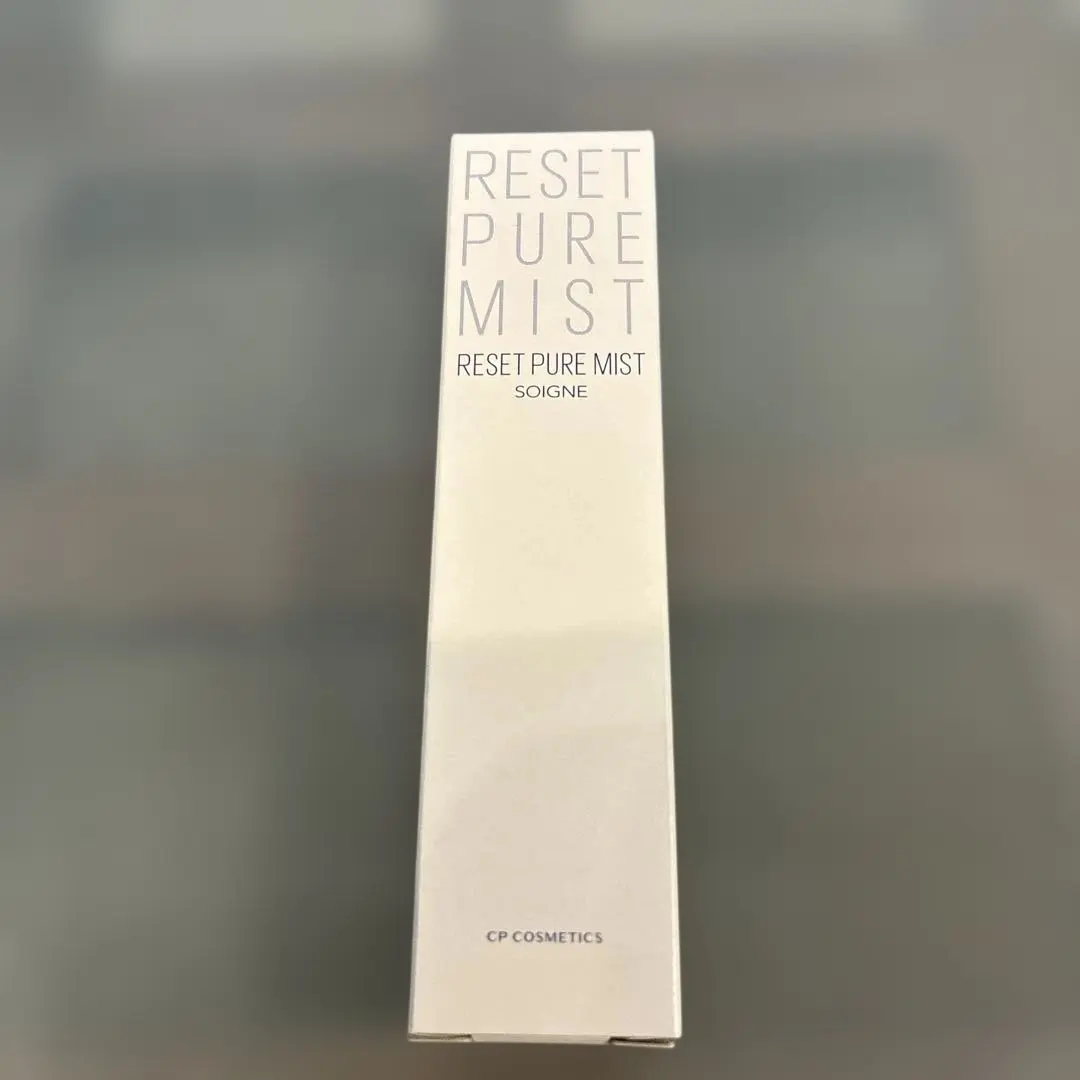 RESET
PURE
MIST
RESET PURE MIST
SOIGNE
CP COSMETICS